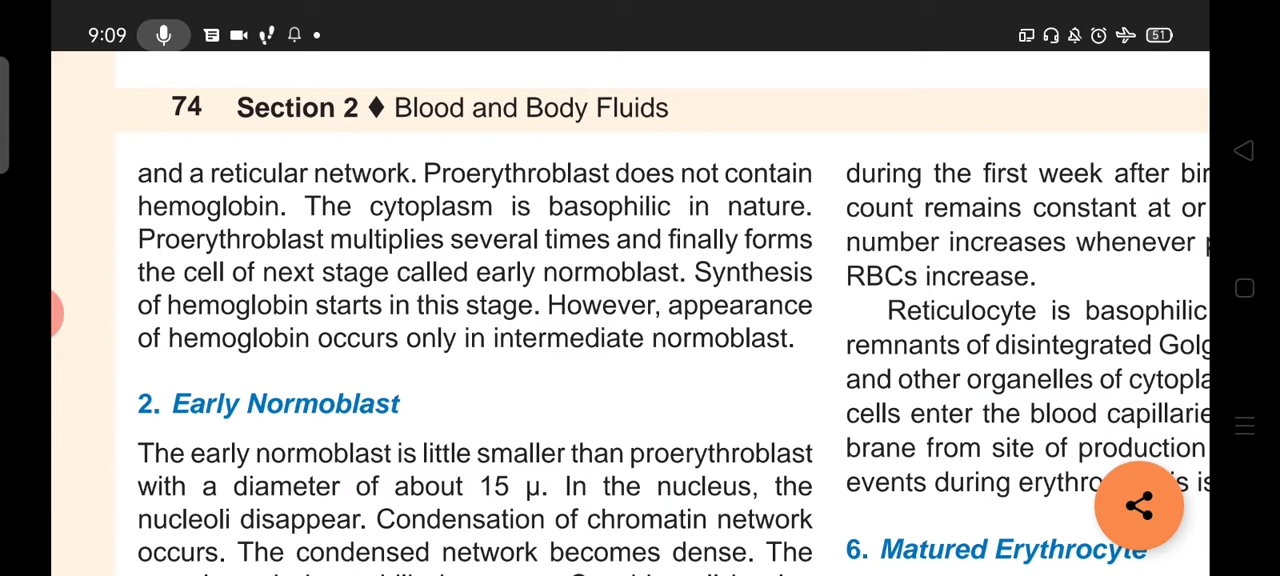 9:09
51
74 Section 2 ♦ Blood and Body Fluids
and a reticular network. Proerythroblast does not contain
hemoglobin. The cytoplasm is basophilic in nature.
Proerythroblast multiplies several times and finally forms
the cell of next stage called early normoblast. Synthesis
of hemoglobin starts in this stage. However, appearance
of hemoglobin occurs only in intermediate normoblast.
2. Early Normoblast
The early normoblast is little smaller than proerythroblast
with a diameter of about 15 μ. In the nucleus, the
nucleoli disappear. Condensation of chromatin network
occurs. The condensed network becomes dense. The
during the first week after
count remains constant at or
number increases whenever
RBCs increase.
Reticulocyte is basophilic
remnants of disintegrated
and other organelles of
cells enter the blood
brane from site of production
events during
6. Matured Erythrocyte